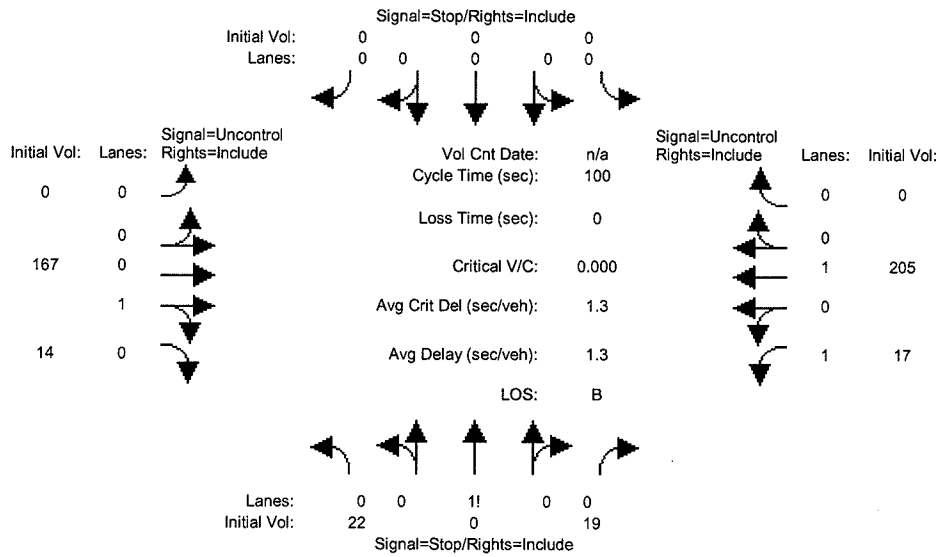 Signal=Stop/Rights=Include
Initial Vol: 0 0 0
Lanes: 0 0 0 0 0
Signal=Uncontrol
Initial Vol: Lanes: Rights=Include
0 0
0
167 0
1
14 0
Vol Cnt Date: n/a
Cycle Time (sec): 100
Loss Time (sec): 0
Critical V/C: 0.000
Avg Crit Del (sec/veh): 1.3
Avg Delay (sec/veh): 1.3
LOS: B
Signal=Uncontrol
Rights=Include Lanes: Initial Vol:
0 0
0
1 205
0
1 17
Lanes: 0 0 1! 0 0
Initial Vol: 22 0 19
Signal=Stop/Rights=Include